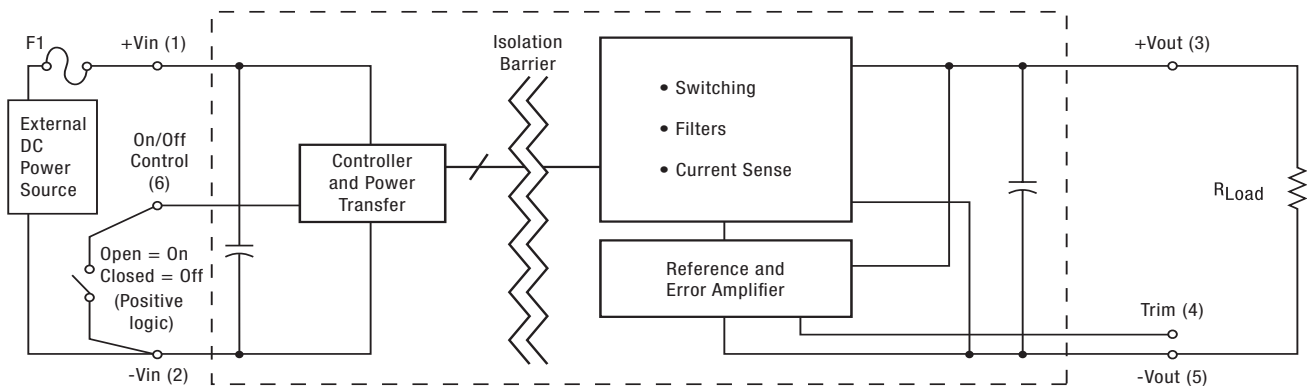 F1
+Vin (1)
External
DC
Power
Source
On/Off
Control
(6)
Open = On
Closed = Off
(Positive
logic)
-Vin (2)
Controller
and Power
Transfer
Isolation
Barrier
• Switching
• Filters
• Current Sense
Reference and
Error Amplifier
+Vout (3)
RLoad
Trim (4)
-Vout (5)